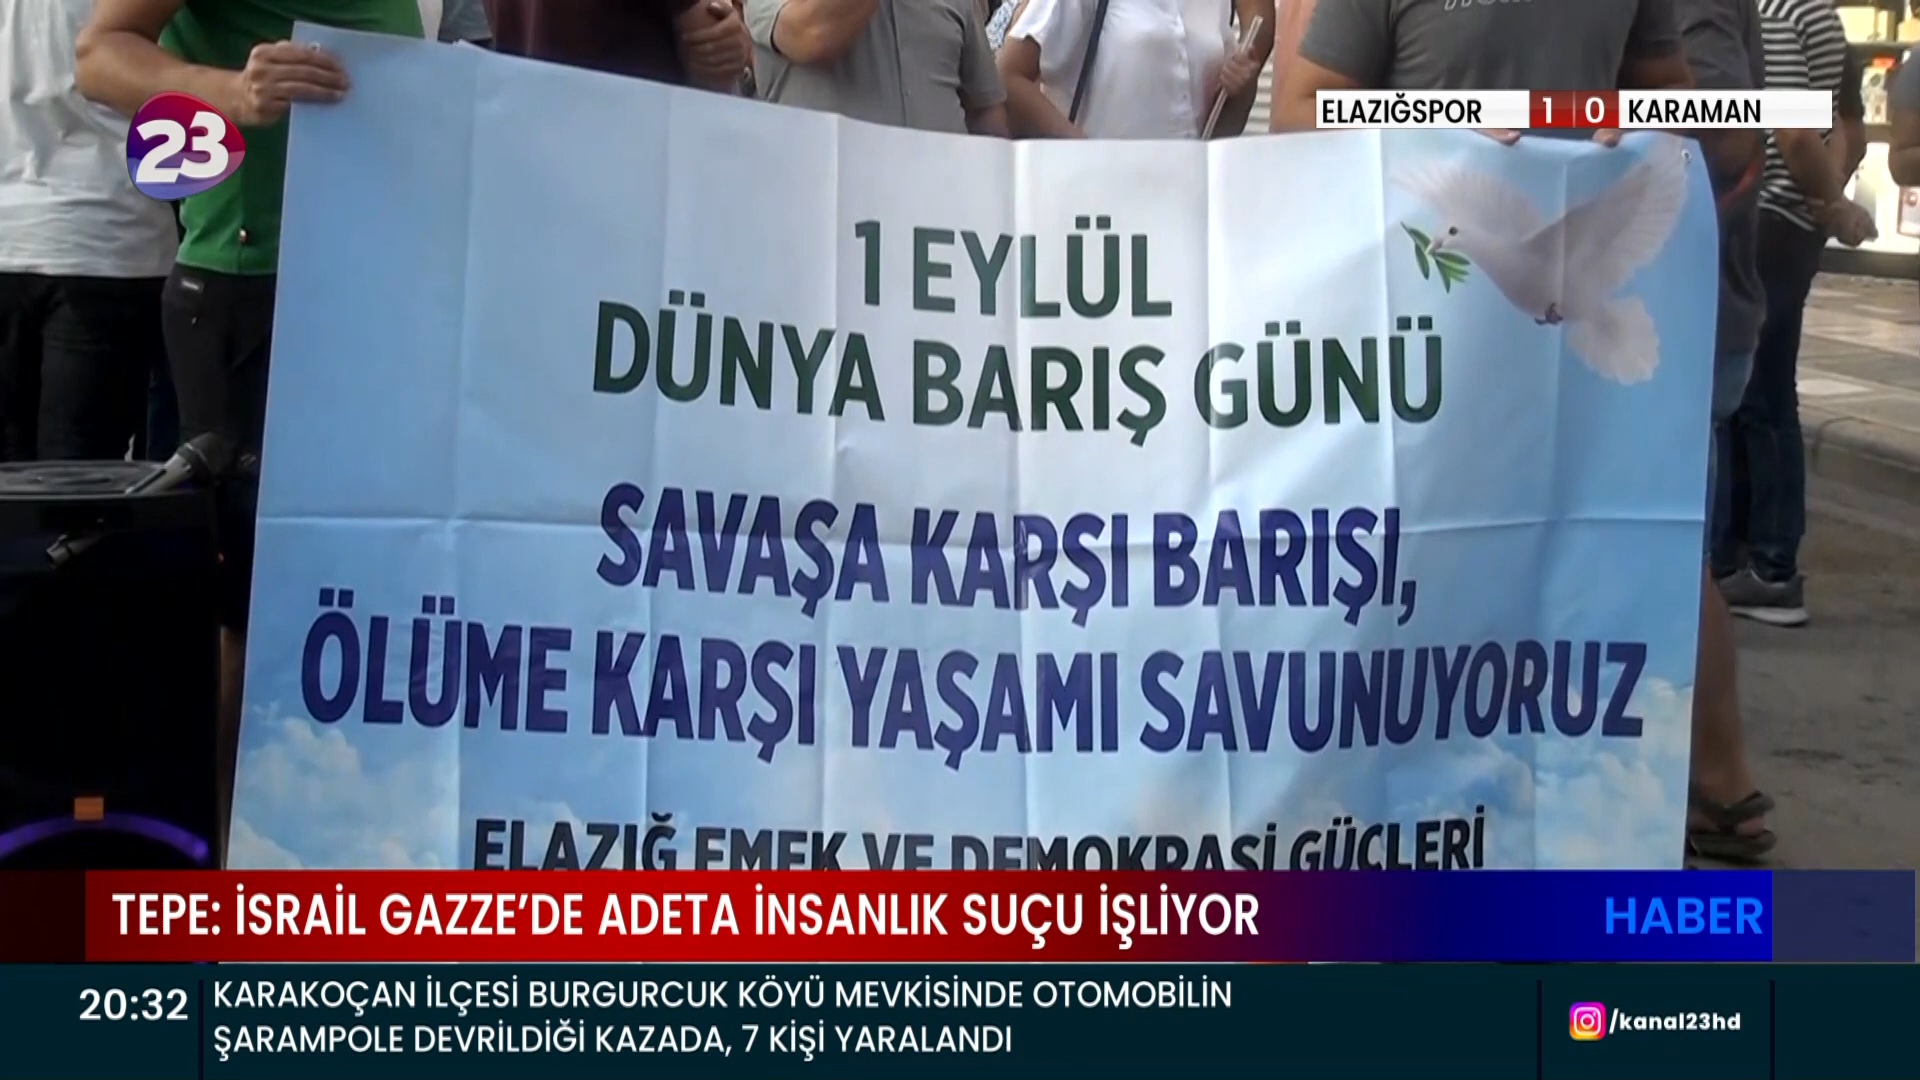 23
ELAZIĞSPOR 1 0 KARAMAN
1 EYLÜL
DÜNYA BARIŞ GÜNÜ
SAVAŞA KARŞI BARIŞI,
ÖLÜME KARŞI YAŞAMI SAVUNUYORUZ
ELAZIĞ EMEK VE DEMOKRASİ GÜÇLERİ
TEPE: İSRAİL GAZZE’DE ADETA İNSANLIK SUÇU İŞLİYOR
HABER
20:32
KARAKOÇAN İLÇESİ BURGURCUK KÖYÜ MEVKİSİNDE OTOMOBİLİN
ŞARAMPOLE DEVRİLDİĞİ KAZADA, 7 KİŞİ YARALANDI
/kanal23hd